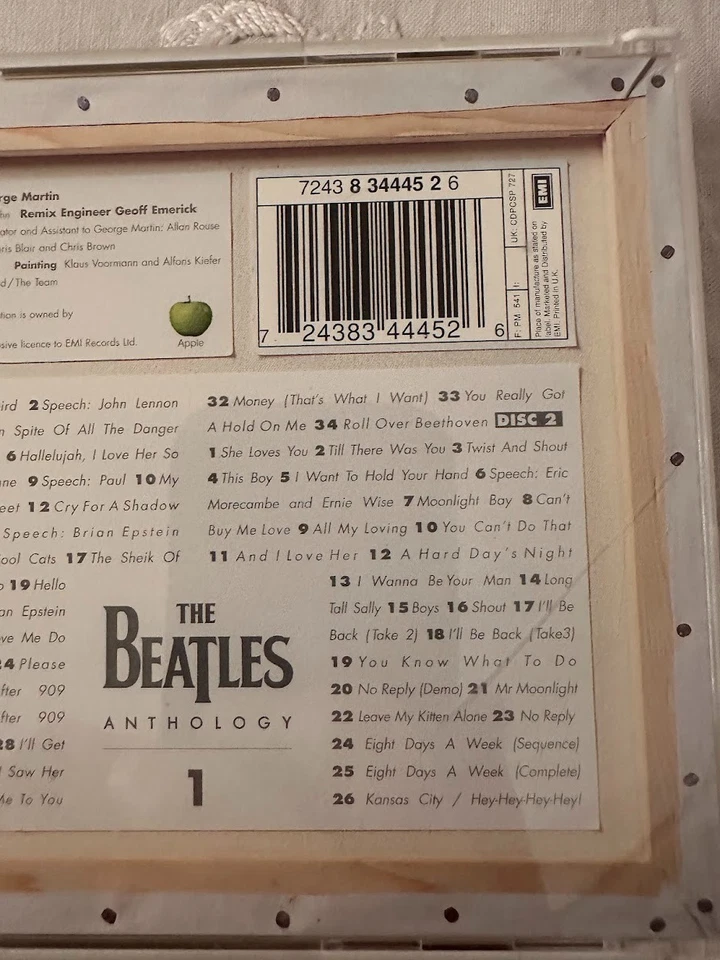 rge Martin
hn Remix Engineer Geoff Emerick
ator and Assistant to George Martin: Allan Rouse
ris Blair and Chris Brown
Painting Klaus Voormann and Alfons Kiefer
d/The Team
tion is owned by
sive licence to EMI Records Ltd.
Apple
7243 8 34445 2 6
7 24383 44452 6
UK: CDPCSP 727
F: PM 541 I:
EMI
Place of manufacture as stated on
label. Marketed and Distributed by
EMI. Printed in U.K.
ird 2 Speech: John Lennon
n Spite Of All The Danger
6 Hallelujah, I Love Her So
ne 9 Speech: Paul 10 My
eet 12 Cry For A Shadow
Speech: Brian Epstein
ool Cats 17 The Sheik Of
o 19 Hello
an Epstein
ve Me Do
4 Please
fter 909
fter 909
28 I'll Get
I Saw Her
Me To You
32 Money (That's What I Want) 33 You Really Got
A Hold On Me 34 Roll Over Beethoven DISC 2
1 She Loves You 2 Till There Was You 3 Twist And Shout
4 This Boy 5 I Want To Hold Your Hand 6 Speech: Eric
Morecambe and Ernie Wise 7 Moonlight Bay 8 Can't
Buy Me Love 9 All My Loving 10 You Can't Do That
11 And I Love Her 12 A Hard Day's Night
13 I Wanna Be Your Man 14 Long
Tall Sally 15 Boys 16 Shout 17 I'll Be
Back (Take 2) 18 I'll Be Back (Take3)
19 You Know What To Do
20 No Reply (Demo) 21 Mr Moonlight
22 Leave My Kitten Alone 23 No Reply
24 Eight Days A Week (Sequence)
25 Eight Days A Week (Complete)
26 Kansas City / Hey-Hey-Hey-Hey!
THE
BEATLES
ANTHOLOGY
1